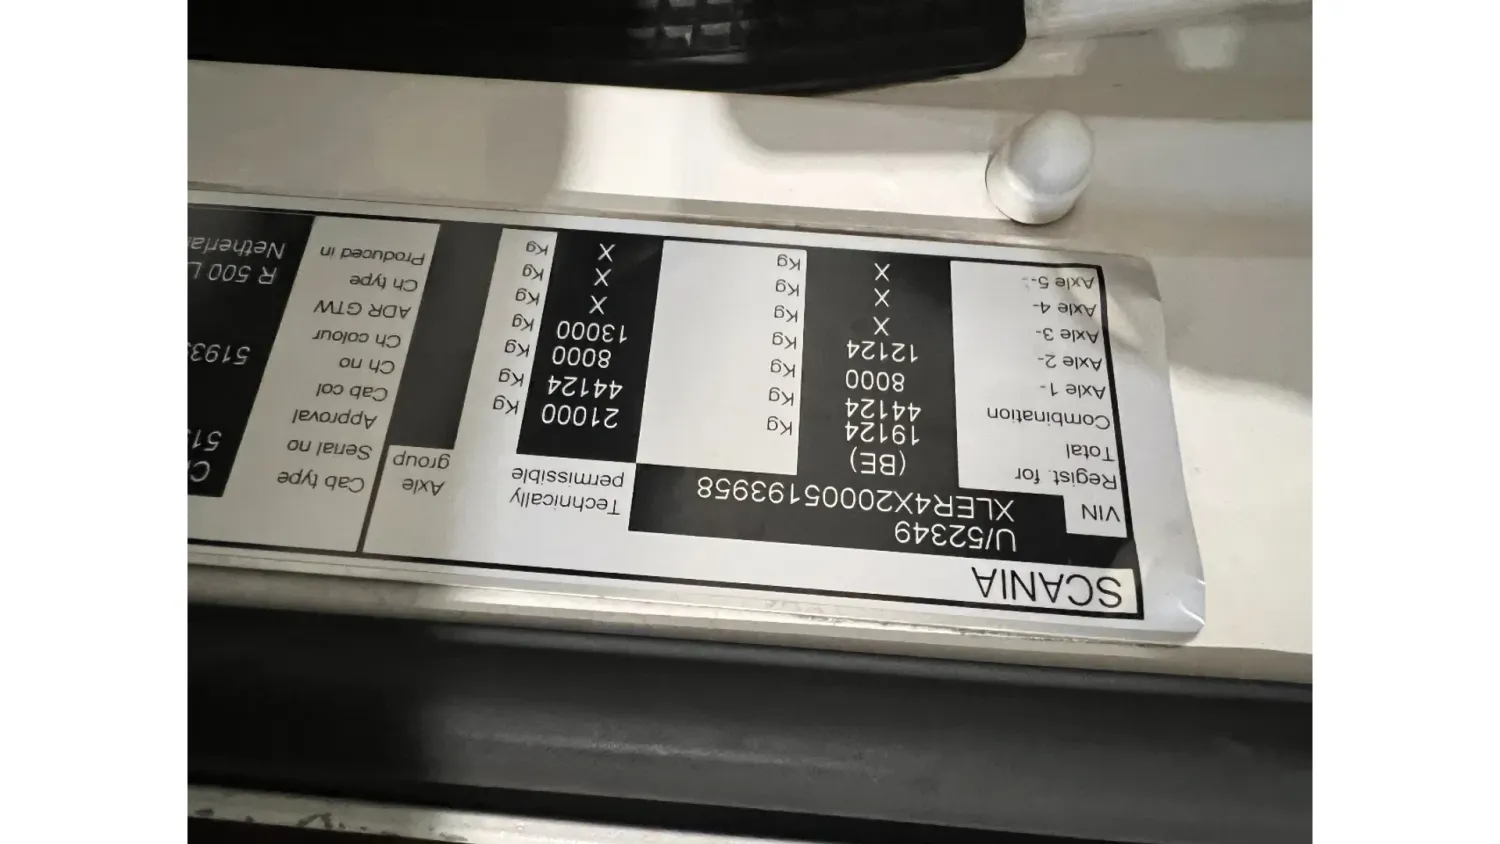 SCANIA
U/52349
VIN XLER4X20005193958
Regist. for (BE) Technically permissible
Total 19124 Kg 21000 Kg
Combination 44124 Kg 44124 Kg
Axle 1- 8000 Kg 8000 Kg
Axle 2- 12124 Kg 13000 Kg
Axle 3- X Kg X Kg
Axle 4- X Kg X Kg
Axle 5- X Kg X Kg
Axle group
Cab type C
Serial no 51
Approval
Cab col
Ch no 5193
Ch colour
ADR GTW
Ch type R 500 L
Produced in Netherla